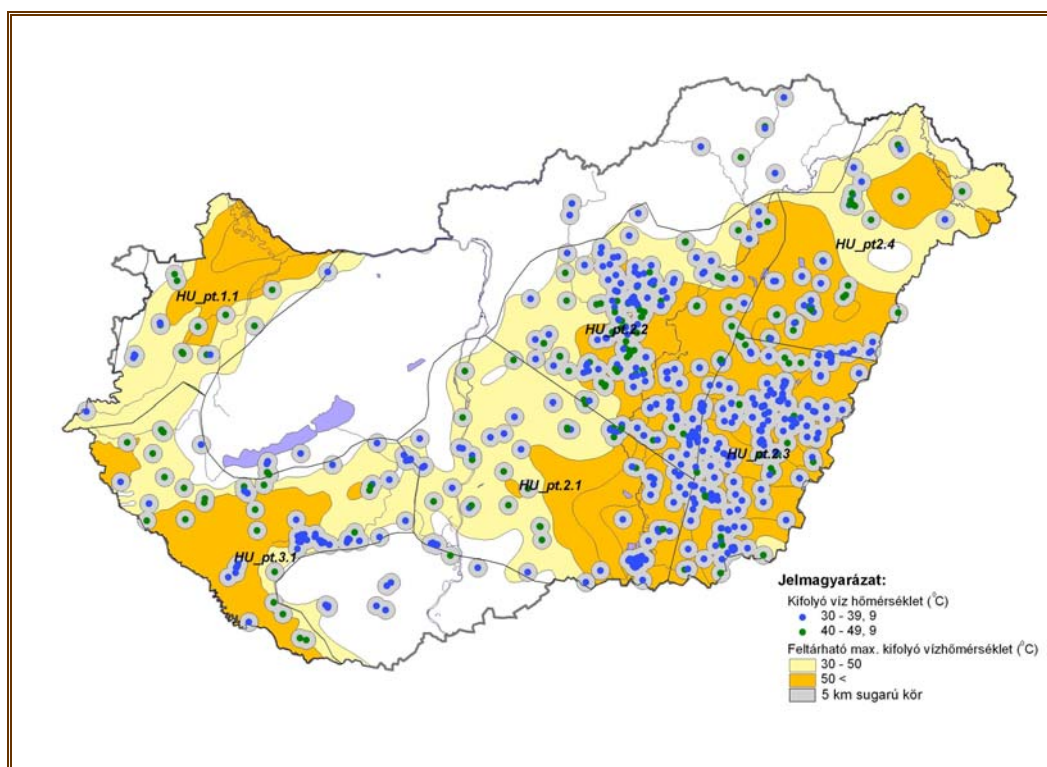 HU_pt2.4
HU_pt.1.1
HU_pt.2.2
HU_pt.2.3
HU_pt.2.1
HU_pt.3.1
Jelmagyarázat:
Kifolyó víz hőmérséklet (°C)
30 - 39, 9
40 - 49, 9
Feltárható max. kifolyó vízhőmérséklet (°C)
30 - 50
50 <
5 km sugarú kör